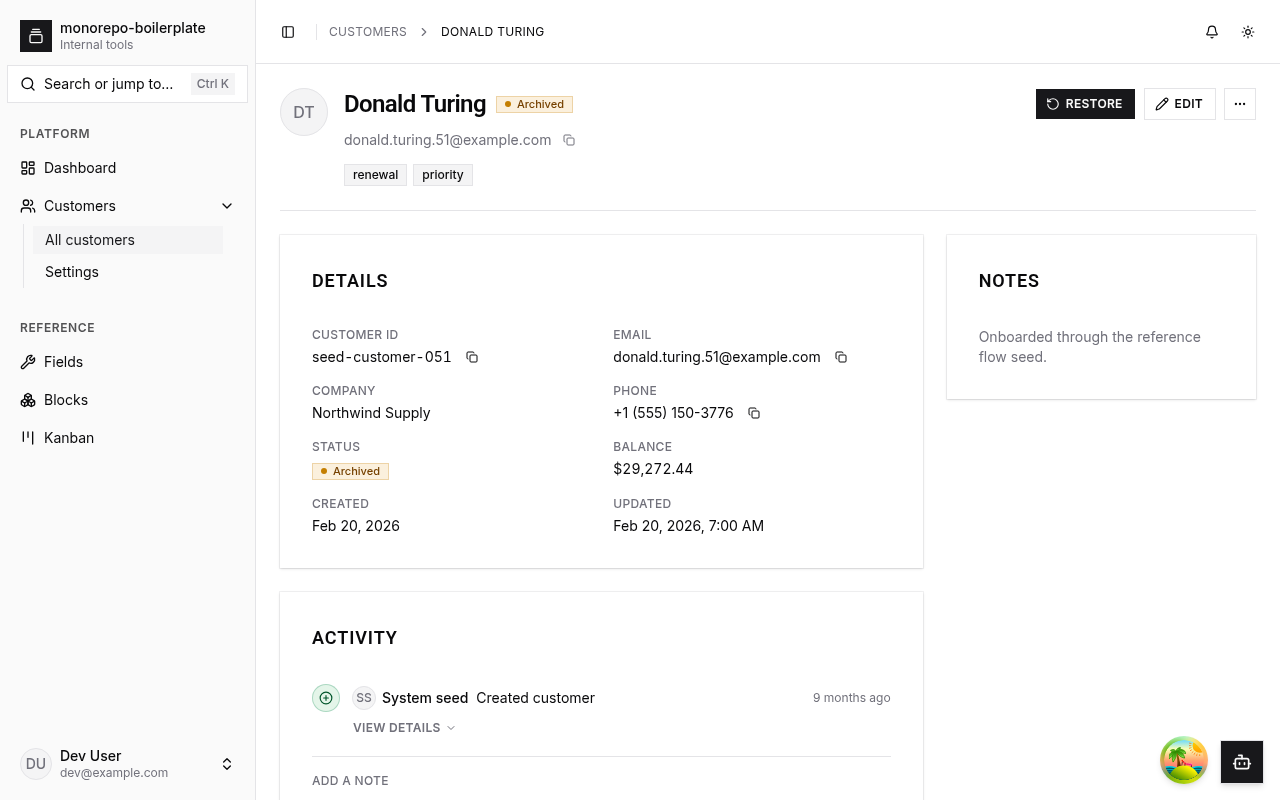 monorepo-boilerplate
Internal tools
Search or jump to...
Ctrl K
PLATFORM
Dashboard
Customers
All customers
Settings
REFERENCE
Fields
Blocks
Kanban
DU
Dev User
dev@example.com
CUSTOMERS
DONALD TURING
DT
Donald Turing
Archived
donald.turing.51@example.com
renewal
priority
RESTORE
EDIT
DETAILS
CUSTOMER ID
seed-customer-051
EMAIL
donald.turing.51@example.com
COMPANY
Northwind Supply
PHONE
+1 (555) 150-3776
STATUS
Archived
BALANCE
$29,272.44
CREATED
Feb 20, 2026
UPDATED
Feb 20, 2026, 7:00 AM
NOTES
Onboarded through the reference
flow seed.
ACTIVITY
SS
System seed Created customer
9 months ago
VIEW DETAILS
ADD A NOTE